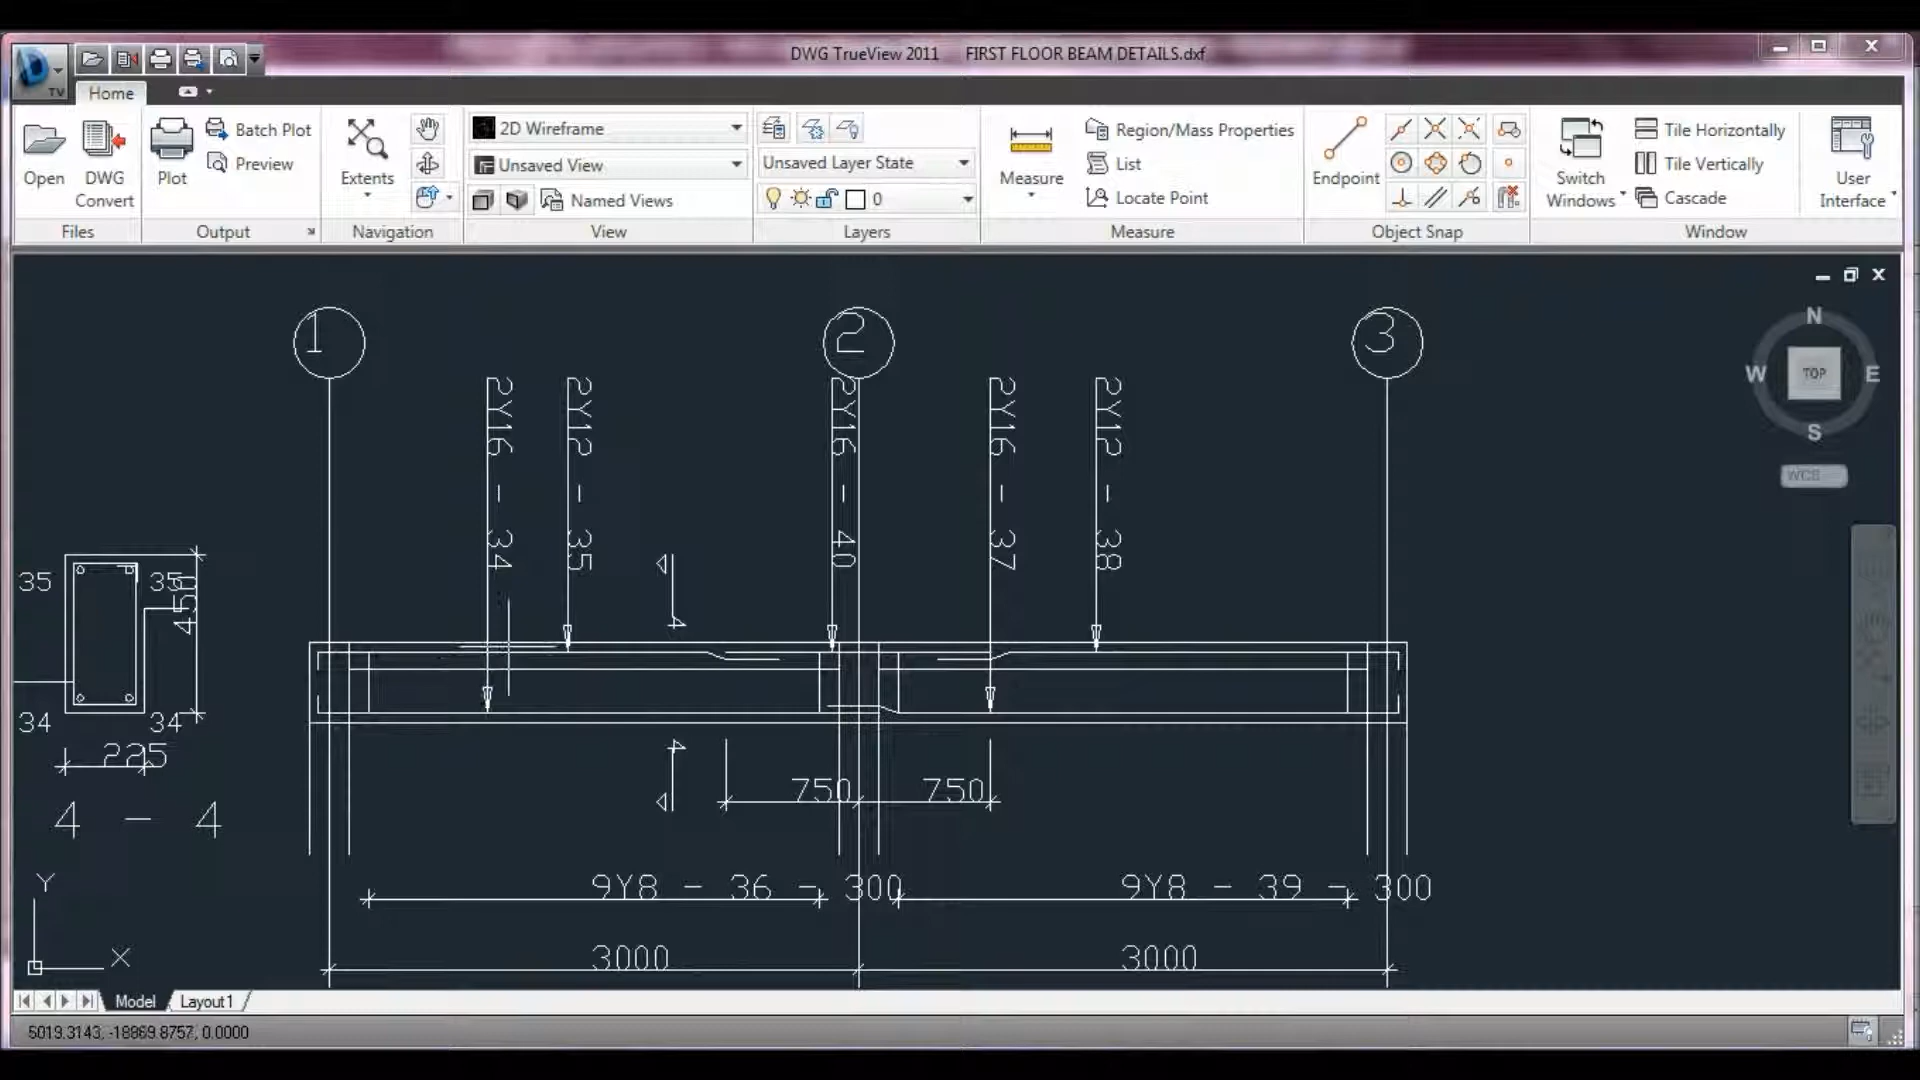 DWG TrueView 2011 FIRST FLOOR BEAM DETAILS.dxf
TV
Home
Open
DWG Convert
Files
Plot
Batch Plot
Preview
Output
Extents
Navigation
2D Wireframe
Unsaved View
Named Views
View
Unsaved Layer State
0
Layers
Measure
Region/Mass Properties
List
Locate Point
Measure
Endpoint
Object Snap
Switch Windows
Tile Horizontally
Tile Vertically
Cascade
Window
User Interface
1
2
3
N
W
TOP
E
S
WCS
2Y16 - 34
2Y12 - 35
2Y16 - 40
2Y16 - 37
2Y12 - 38
4
4
35
35
450
34
34
225
4 - 4
750
750
9Y8 - 36 - 300
9Y8 - 39 - 300
3000
3000
Y
X
Model
Layout1
5019.3143, -18869.8757, 0.0000